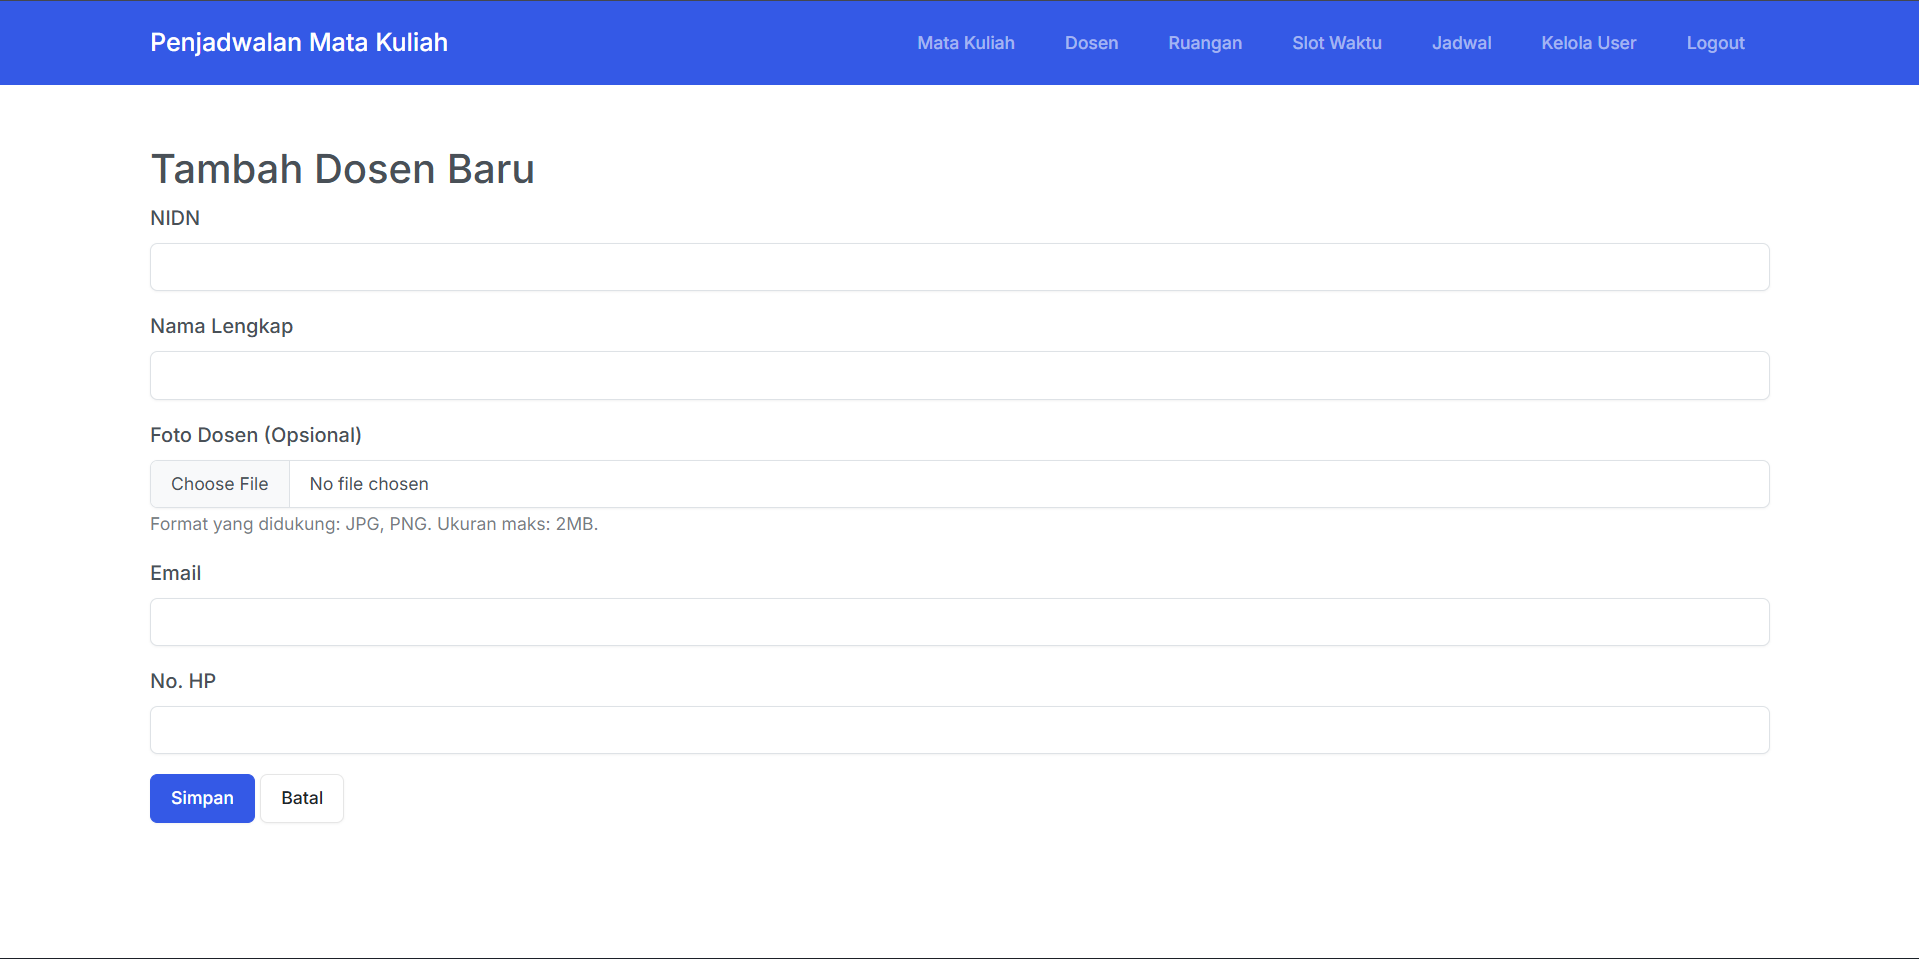 Penjadwalan Mata Kuliah Mata Kuliah Dosen Ruangan Slot Waktu Jadwal Kelola User Logout
Tambah Dosen Baru
NIDN
Nama Lengkap
Foto Dosen (Opsional)
Choose File No file chosen
Format yang didukung: JPG, PNG. Ukuran maks: 2MB.
Email
No. HP
Simpan Batal